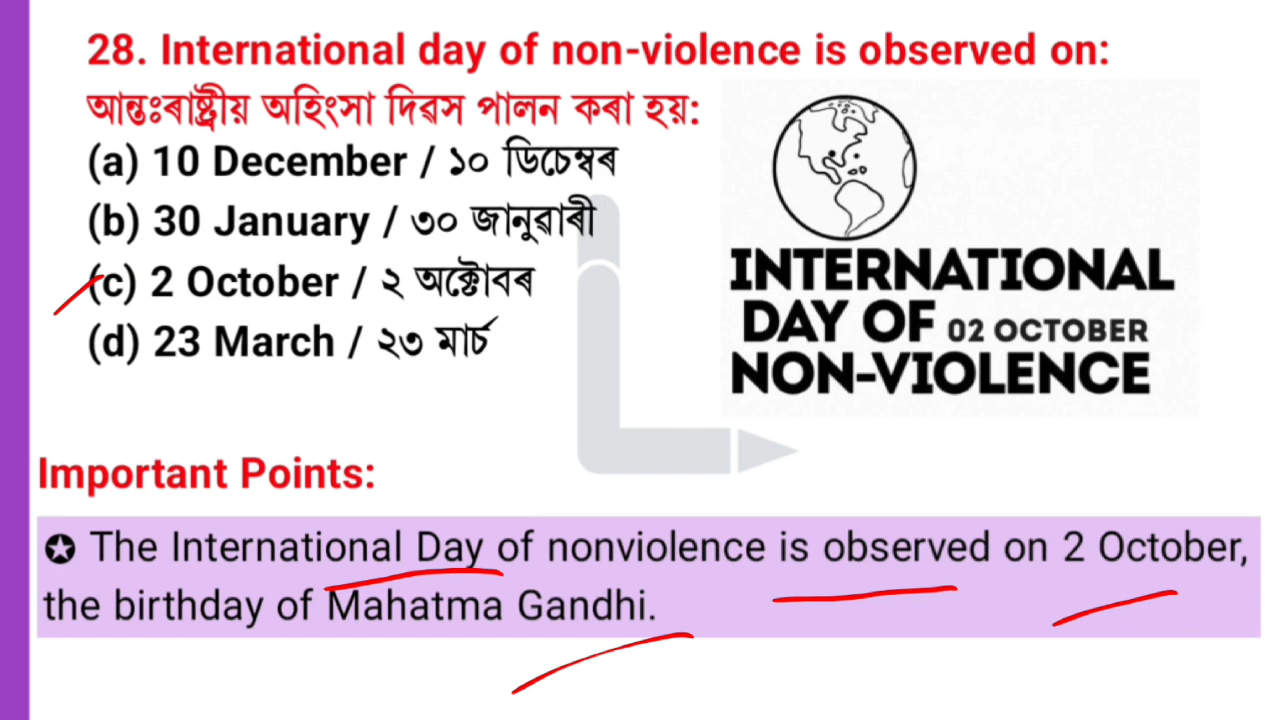 28. International day of non-violence is observed on:
আন্তঃৰাষ্ট্ৰীয় অহিংসা দিৱস পালন কৰা হয়:
(a) 10 December / ১০ ডিচেম্বৰ
(b) 30 January / ৩০ জানুৱাৰী
(c) 2 October / ২ অক্টোবৰ
(d) 23 March / ২৩ মাৰ্চ
INTERNATIONAL
DAY OF 02 OCTOBER
NON-VIOLENCE
Important Points:
✪ The International Day of nonviolence is observed on 2 October,
the birthday of Mahatma Gandhi.